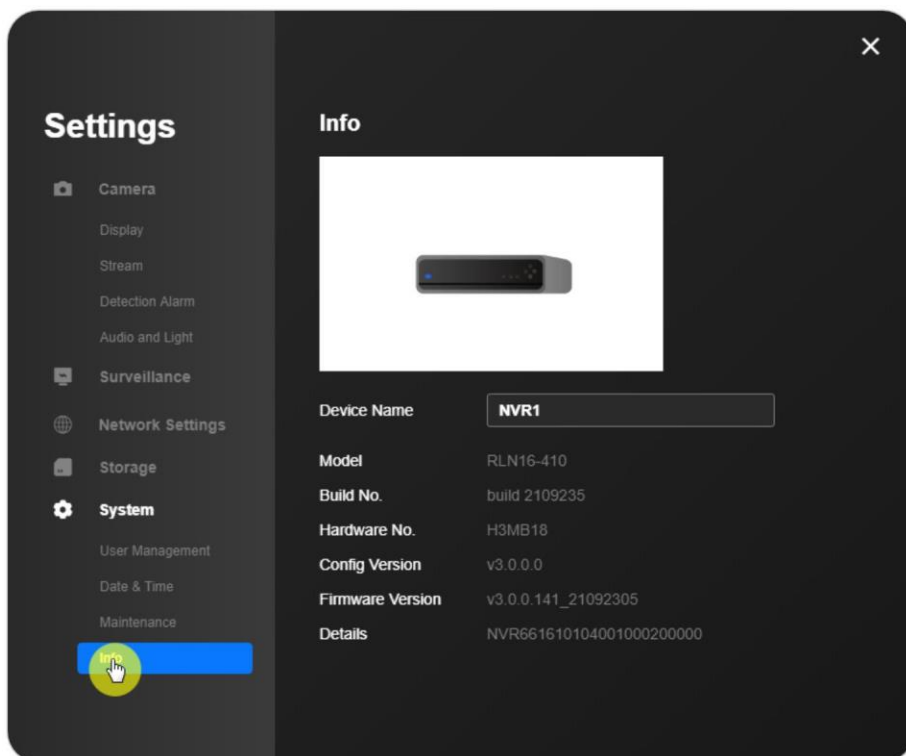 Settings
Camera
Display
Stream
Detection Alarm
Audio and Light
Surveillance
Network Settings
Storage
System
User Management
Date & Time
Maintenance
Info
Info
Device Name NVR1
Model RLN16-410
Build No. build 2109235
Hardware No. H3MB18
Config Version v3.0.0.0
Firmware Version v3.0.0.141_21092305
Details NVR661610104001000200000